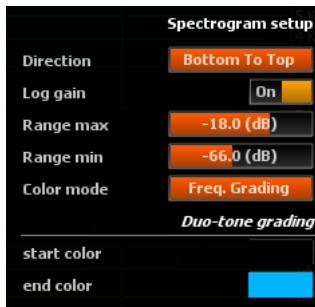 Spectrogram setup
Direction Bottom To Top
Log gain On
Range max -18.0 (dB)
Range min -66.0 (dB)
Color mode Freq. Grading
Duo-tone grading
start color
end color